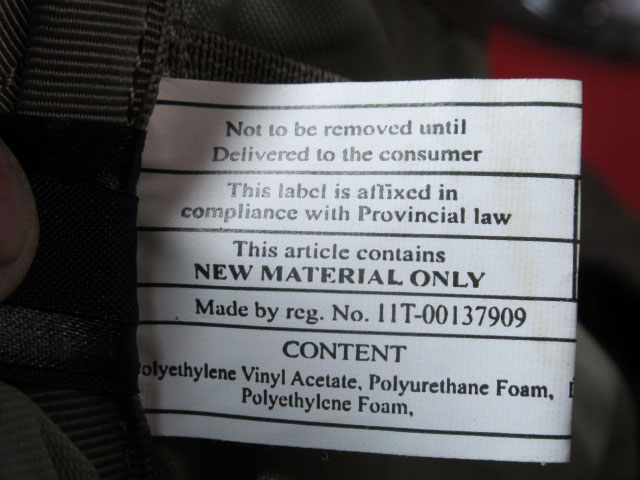 Not to be removed until
Delivered to the consumer
This label is affixed in
compliance with Provincial law
This article contains
NEW MATERIAL ONLY
Made by reg. No. 11T-00137909
CONTENT
olyethylene Vinyl Acetate, Polyurethane Foam,
Polyethylene Foam,